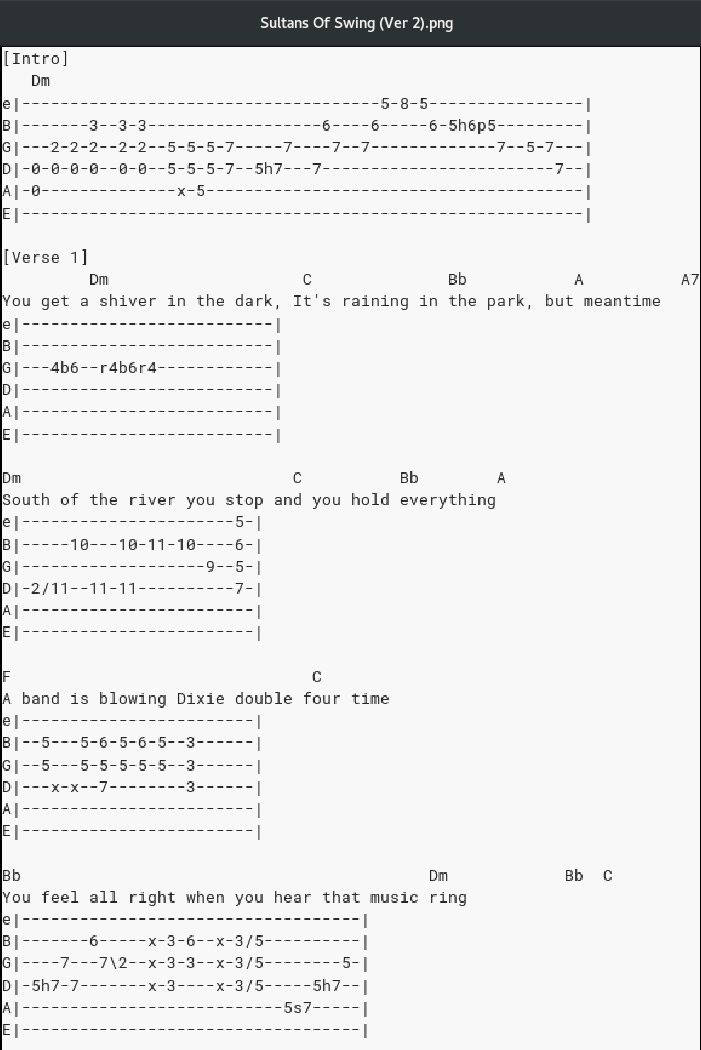 Sultans Of Swing (Ver 2).png
[Intro]
   Dm
e|-------------------------------------5-8-5----------------|
B|-------3--3-3------------------6----6-----6-5h6p5---------|
G|---2-2-2--2-2--5-5-5-7-----7----7--7-------------7--5-7---|
D|-0-0-0-0--0-0--5-5-5-7--5h7---7------------------------7--|
A|-0--------------x-5---------------------------------------|
E|----------------------------------------------------------|
[Verse 1]
         Dm                    C              Bb           A          A7
You get a shiver in the dark, It's raining in the park, but meantime
e|--------------------------|
B|--------------------------|
G|---4b6--r4b6r4------------|
D|--------------------------|
A|--------------------------|
E|--------------------------|
Dm                            C          Bb        A
South of the river you stop and you hold everything
e|----------------------5-|
B|-----10---10-11-10----6-|
G|-------------------9--5-|
D|-2/11--11-11----------7-|
A|------------------------|
E|------------------------|
F                               C
A band is blowing Dixie double four time
e|------------------------|
B|--5---5-6-5-6-5--3------|
G|--5---5-5-5-5-5--3------|
D|---x-x--7--------3------|
A|------------------------|
E|------------------------|
Bb                                          Dm            Bb  C
You feel all right when you hear that music ring
e|-----------------------------------|
B|-------6-----x-3-6--x-3/5----------|
G|----7---7\2--x-3-3--x-3/5--------5-|
D|-5h7-7-------x-3----x-3/5-----5h7--|
A|---------------------------5s7-----|
E|-----------------------------------|